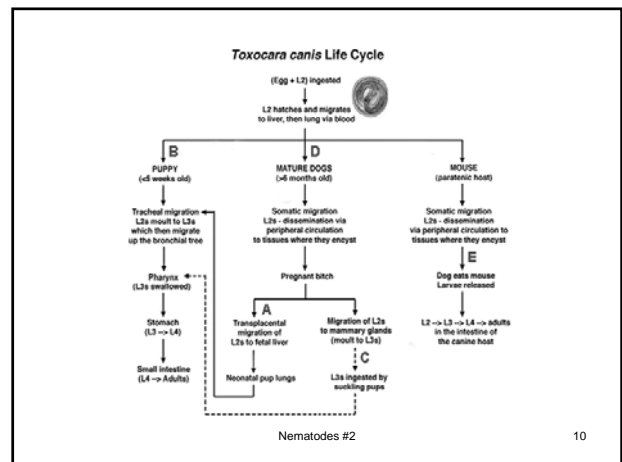 Toxocara canis Life Cycle
(Egg + L2) ingested
L2 hatches and migrates
to liver, then lung via blood
B
PUPPY
(<5 weeks old)
Tracheal migration
L2s moult to L3s
which then migrate
up the bronchial tree
Pharynx
(L3s swallowed)
Stomach
(L3 -> L4)
Small intestine
(L4 -> Adults)
D
MATURE DOGS
(>6 months old)
Somatic migration
L2s - dissemination via
peripheral circulation
to tissues where they encyst
Pregnant bitch
A
Transplacental
migration of
L2s to fetal liver
Neonatal pup lungs
Migration of L2s
to mammary glands
(moult to L3s)
C
L3s ingested by
suckling pups
MOUSE
(paratenic host)
Somatic migration
L2s - dissemination
via peripheral circulation to
tissues where they encyst
E
Dog eats mouse
Larvae released
L2 -> L3 -> L4 -> adults
in the intestine of
the canine host
Nematodes #2
10